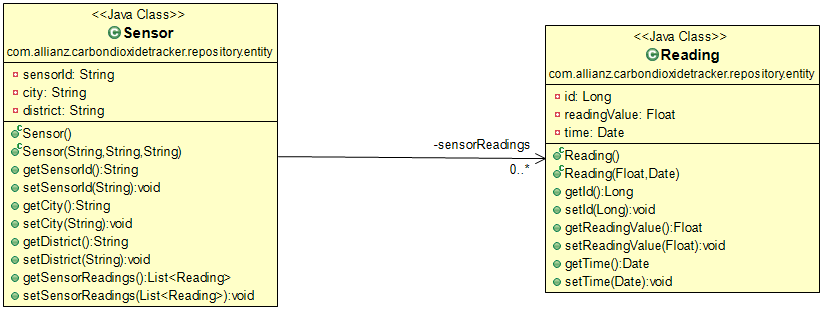 <<Java Class>>
Sensor
com.allianz.carbondioxidetracker.repository.entity
sensorId: String
city: String
district: String
Sensor()
Sensor(String,String,String)
getSensorId():String
setSensorId(String):void
getCity():String
setCity(String):void
getDistrict():String
setDistrict(String):void
getSensorReadings():List<Reading>
setSensorReadings(List<Reading>):void
-sensorReadings
0..*
<<Java Class>>
Reading
com.allianz.carbondioxidetracker.repository.entity
id: Long
readingValue: Float
time: Date
Reading()
Reading(Float,Date)
getId():Long
setId(Long):void
getReadingValue():Float
setReadingValue(Float):void
getTime():Date
setTime(Date):void